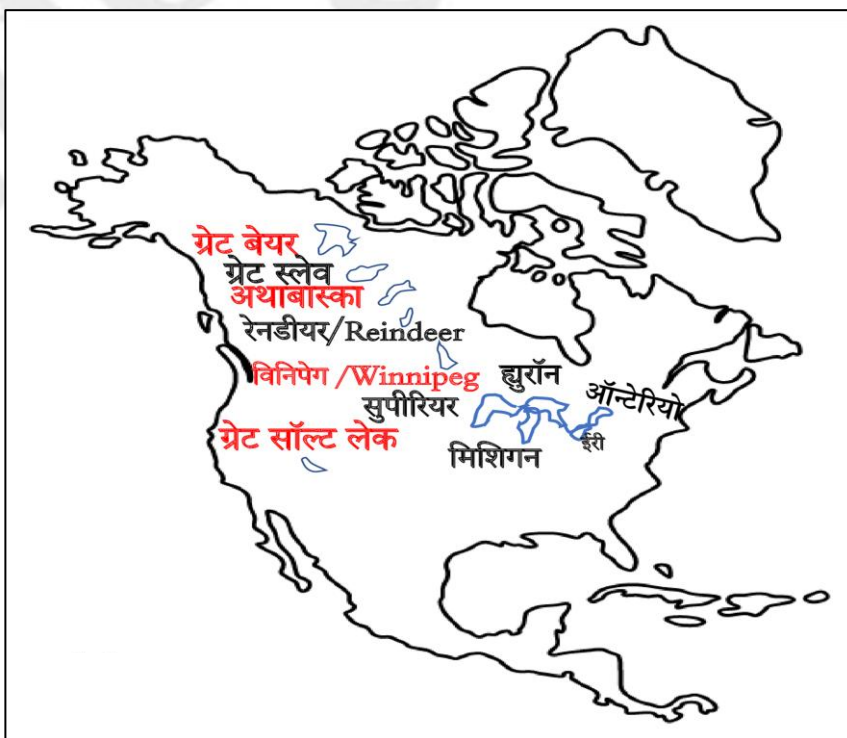 ग्रेट बेयर
ग्रेट स्लेव
अथाबास्का
रेनडीयर/Reindeer
विनिपेग /Winnipeg
ह्युरॉन
ऑन्टेरियो
सुपीरियर
ग्रेट सॉल्ट लेक
ईरी
मिशिगन